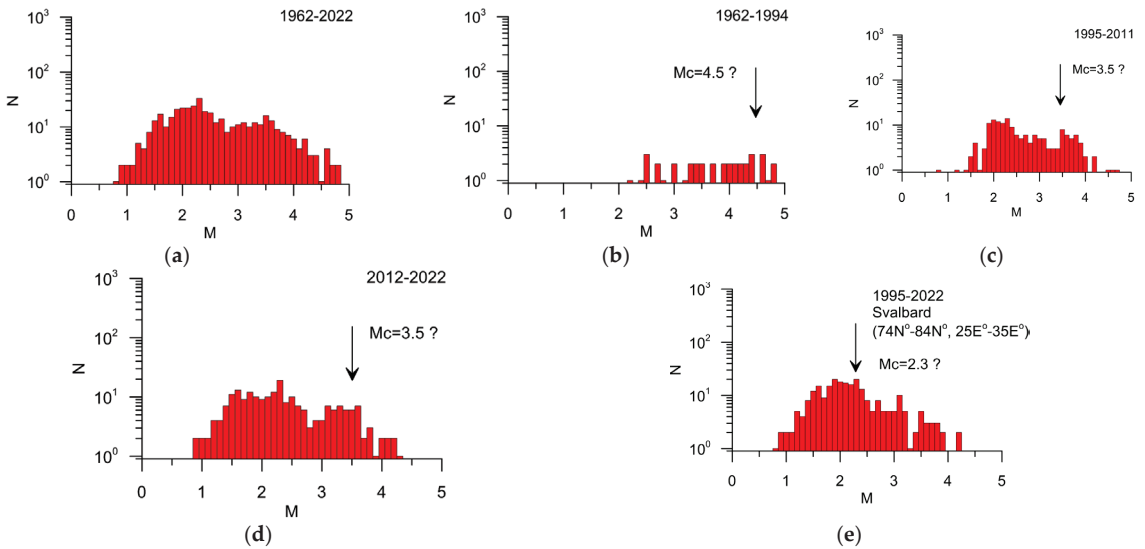 1962-2022
10³
10²
10¹
10⁰
N
0 1 2 3 4 5
M
(a)
1962-1994
Mc=4.5 ?
10³
10²
10¹
10⁰
N
0 1 2 3 4 5
M
(b)
1995-2011
Mc=3.5 ?
10³
10²
10¹
10⁰
N
0 1 2 3 4 5
M
(c)
2012-2022
Mc=3.5 ?
10³
10²
10¹
10⁰
N
0 1 2 3 4 5
M
(d)
1995-2022
Svalbard
(74N°-84N°, 25E°-35E°)
Mc=2.3 ?
10³
10²
10¹
10⁰
N
0 1 2 3 4 5
M
(e)